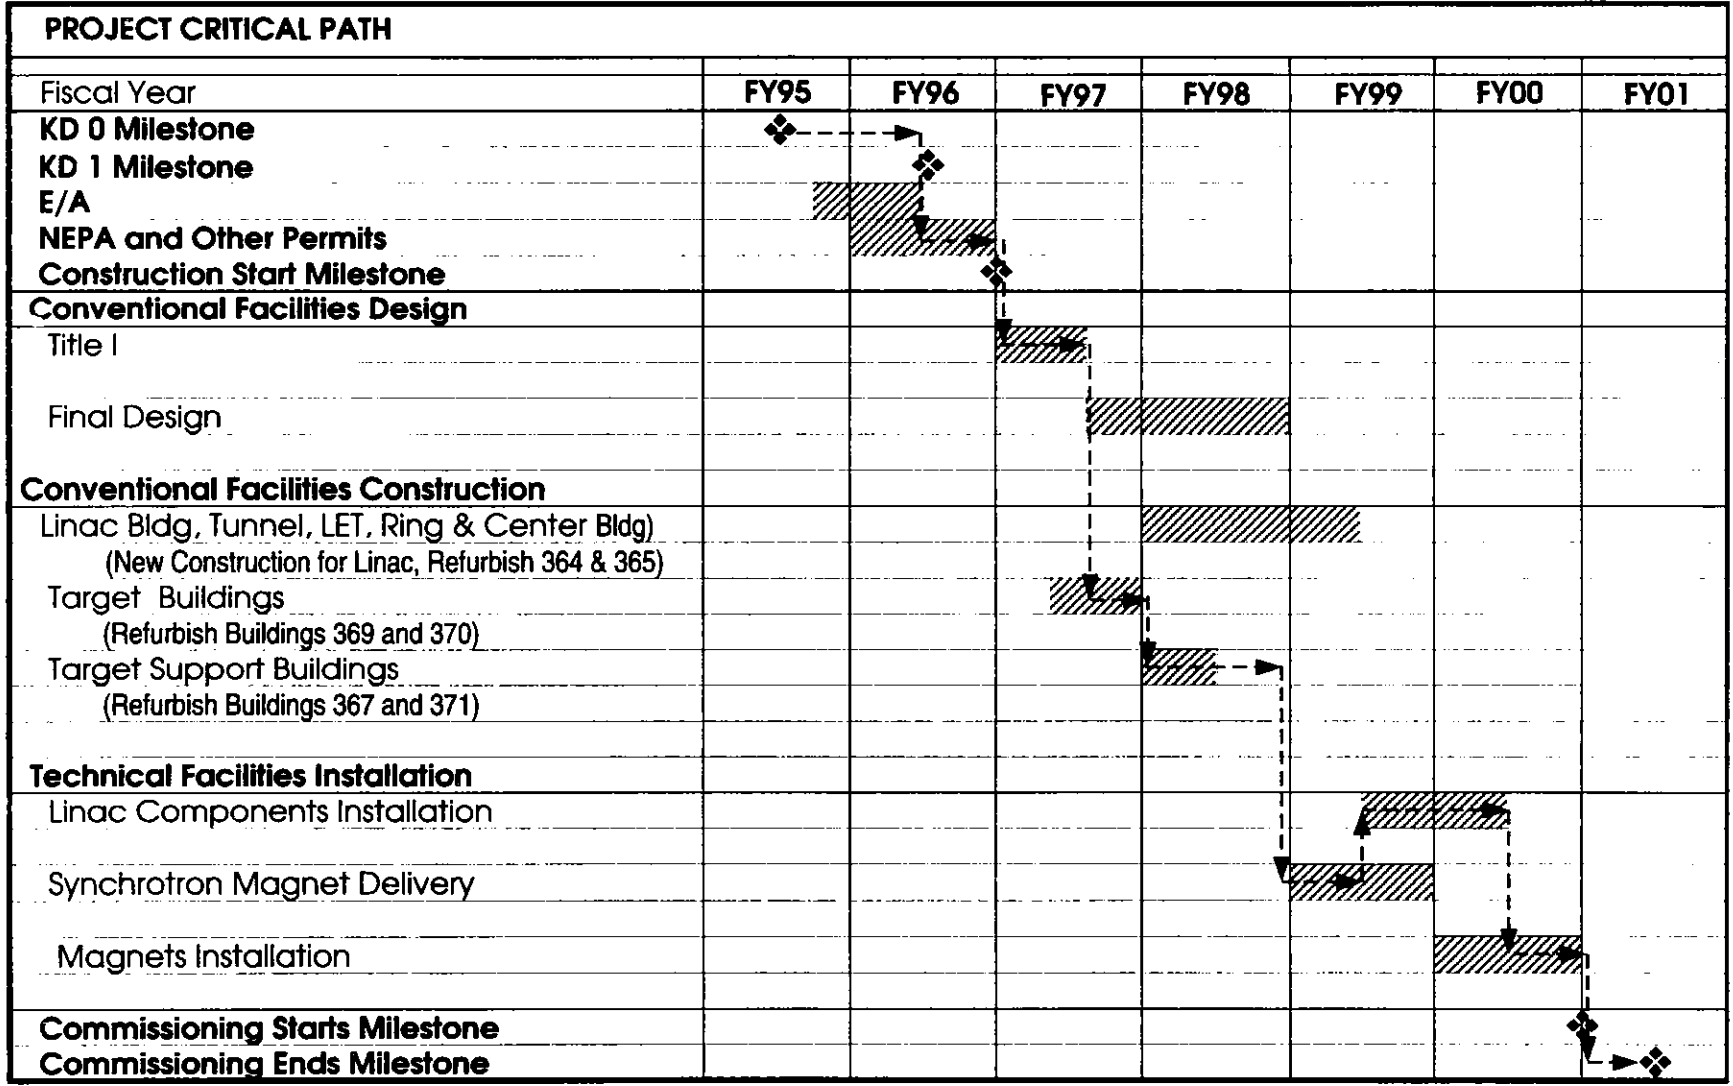 PROJECT CRITICAL PATH
Fiscal Year FY95 FY96 FY97 FY98 FY99 FY00 FY01
KD 0 Milestone
KD 1 Milestone
E/A
NEPA and Other Permits
Construction Start Milestone
Conventional Facilities Design
Title I
Final Design
Conventional Facilities Construction
Linac Bldg, Tunnel, LET, Ring & Center Bldg)
(New Construction for Linac, Refurbish 364 & 365)
Target Buildings
(Refurbish Buildings 369 and 370)
Target Support Buildings
(Refurbish Buildings 367 and 371)
Technical Facilities Installation
Linac Components Installation
Synchrotron Magnet Delivery
Magnets Installation
Commissioning Starts Milestone
Commissioning Ends Milestone